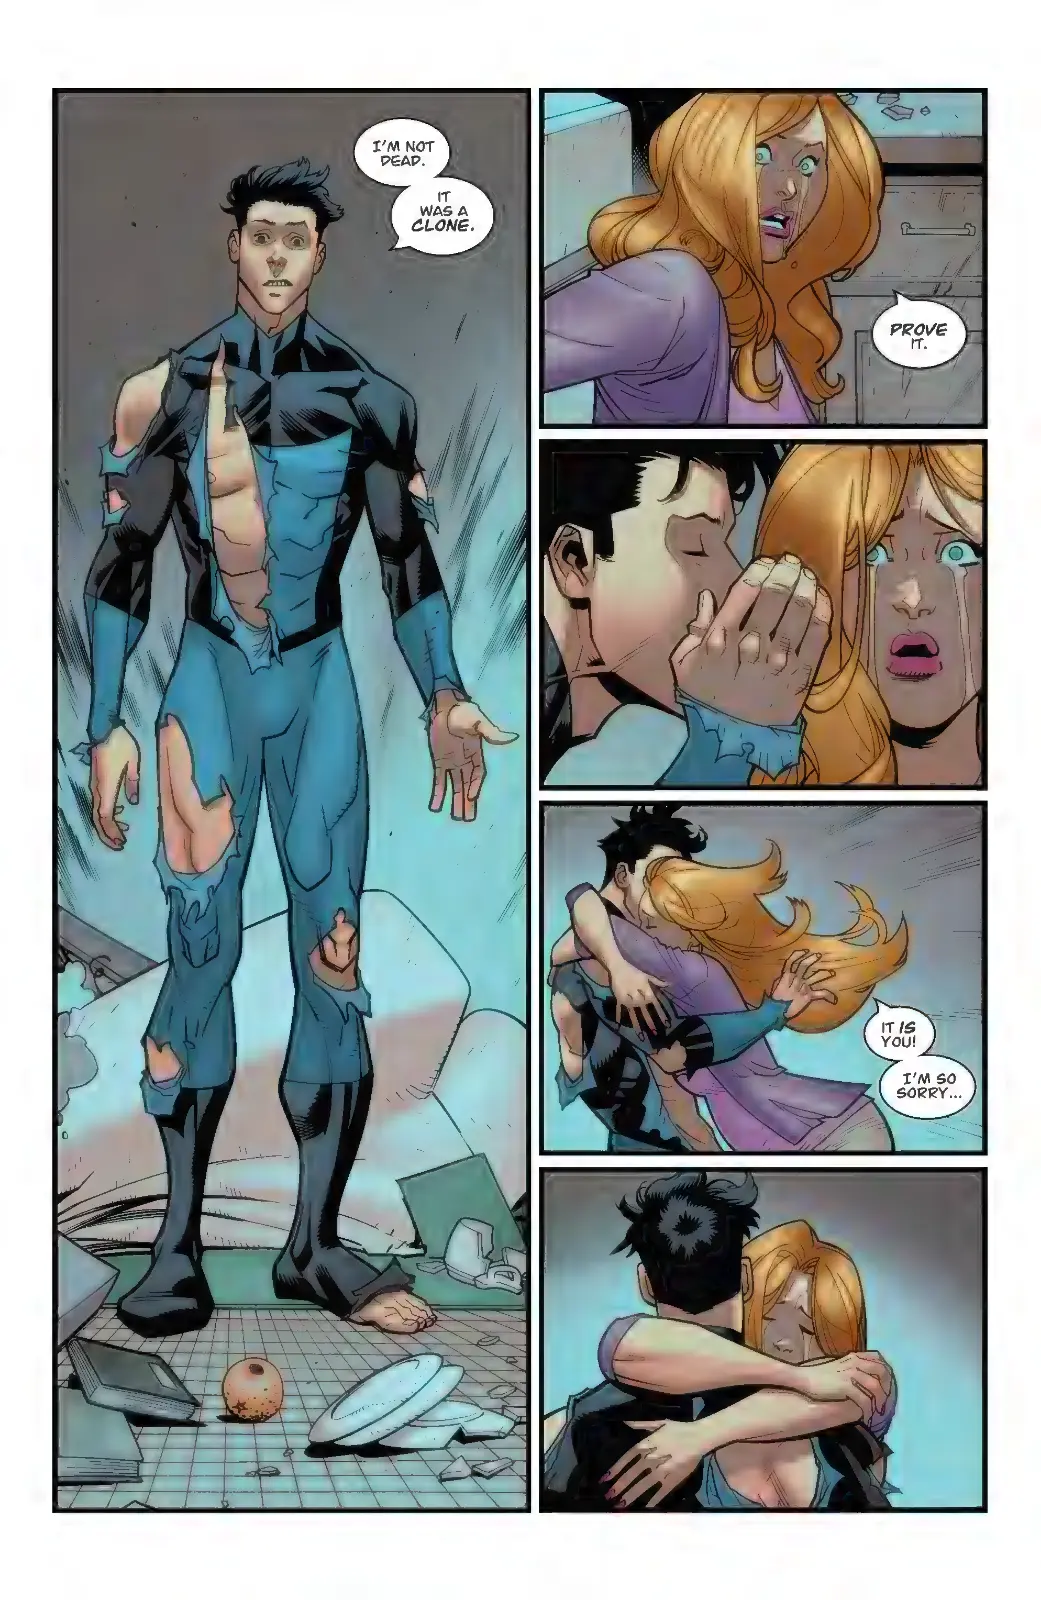 I'M NOT
DEAD.
IT
WAS A
CLONE.
PROVE
IT.
IT IS
YOU!
I'M SO
SORRY...